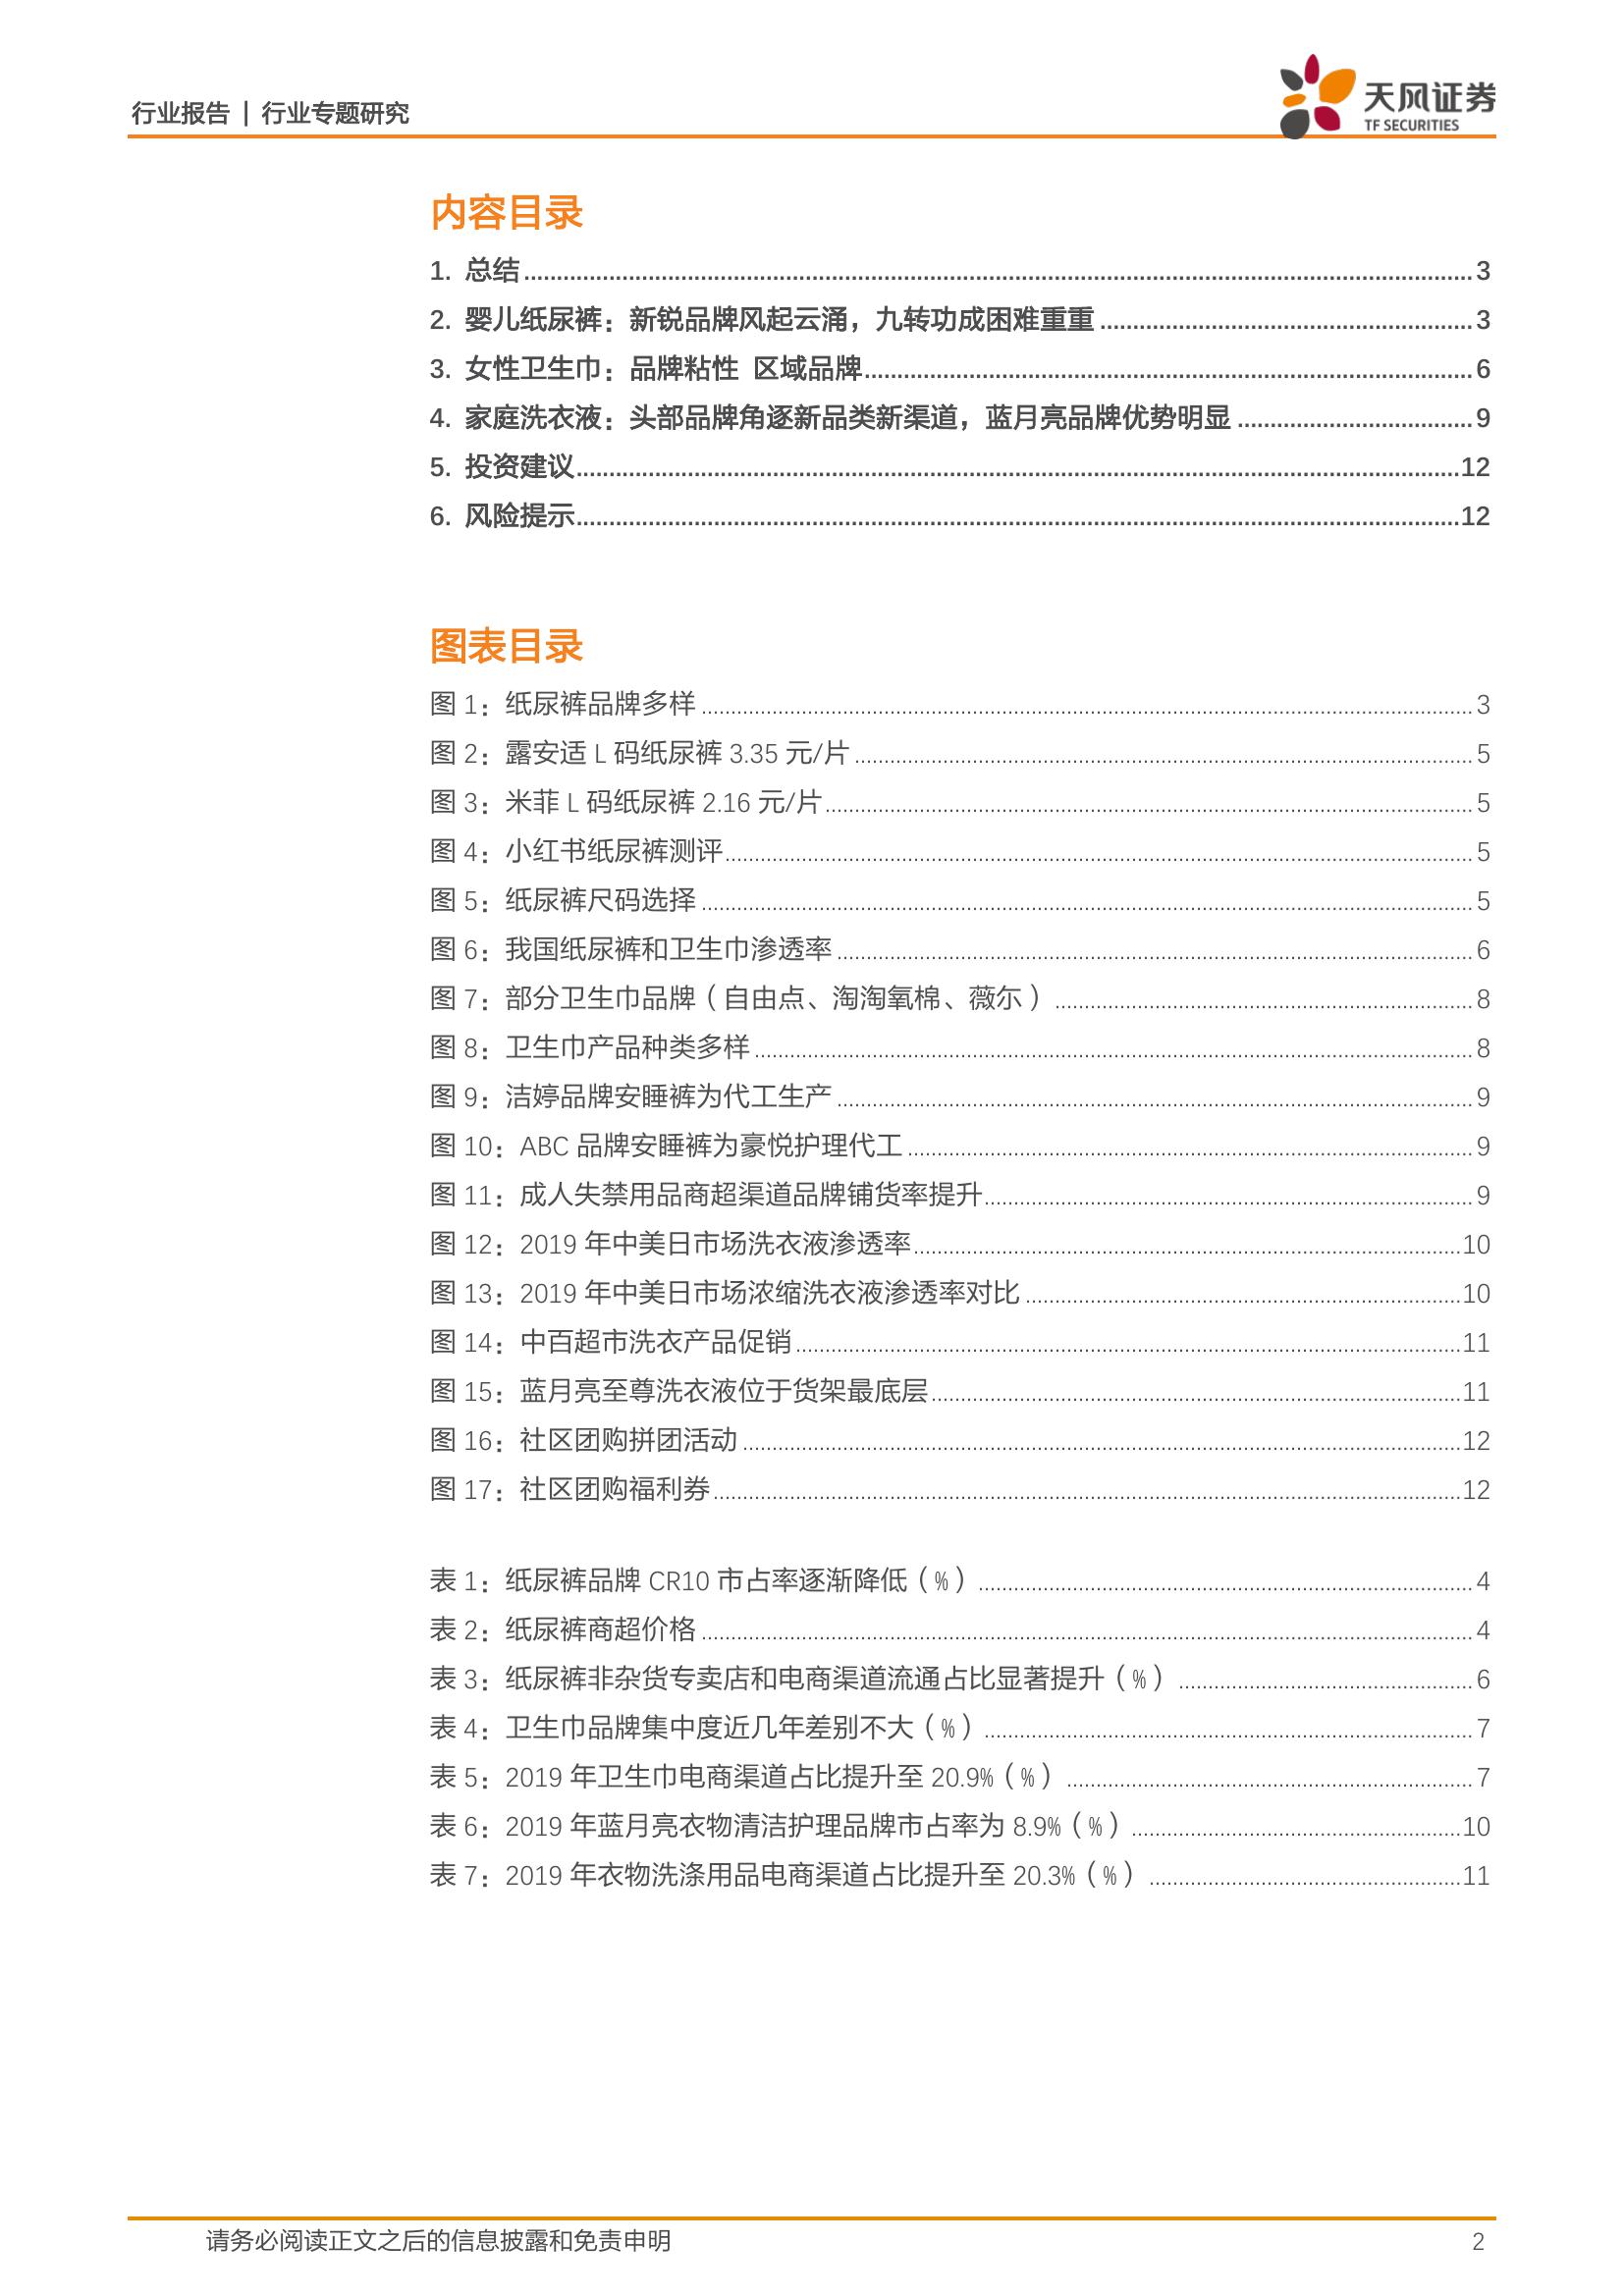 行业报告 | 行业专题研究
天风证券
TF SECURITIES
内容目录
1. 总结 3
2. 婴儿纸尿裤：新锐品牌风起云涌，九转功成困难重重 3
3. 女性卫生巾：品牌粘性 区域品牌 6
4. 家庭洗衣液：头部品牌角逐新品类新渠道，蓝月亮品牌优势明显 9
5. 投资建议 12
6. 风险提示 12
图表目录
图 1：纸尿裤品牌多样 3
图 2：露安适 L 码纸尿裤 3.35 元/片 5
图 3：米菲 L 码纸尿裤 2.16 元/片 5
图 4：小红书纸尿裤测评 5
图 5：纸尿裤尺码选择 5
图 6：我国纸尿裤和卫生巾渗透率 6
图 7：部分卫生巾品牌（自由点、淘淘氧棉、薇尔） 8
图 8：卫生巾产品种类多样 8
图 9：洁婷品牌安睡裤为代工生产 9
图 10：ABC 品牌安睡裤为豪悦护理代工 9
图 11：成人失禁用品商超渠道品牌铺货率提升 9
图 12：2019 年中美日市场洗衣液渗透率 10
图 13：2019 年中美日市场浓缩洗衣液渗透率对比 10
图 14：中百超市洗衣产品促销 11
图 15：蓝月亮至尊洗衣液位于货架最底层 11
图 16：社区团购拼团活动 12
图 17：社区团购福利券 12
表 1：纸尿裤品牌 CR10 市占率逐渐降低（%） 4
表 2：纸尿裤商超价格 4
表 3：纸尿裤非杂货专卖店和电商渠道流通占比显著提升（%） 6
表 4：卫生巾品牌集中度近几年差别不大（%） 7
表 5：2019 年卫生巾电商渠道占比提升至 20.9%（%） 7
表 6：2019 年蓝月亮衣物清洁护理品牌市占率为 8.9%（%） 10
表 7：2019 年衣物洗涤用品电商渠道占比提升至 20.3%（%） 11
请务必阅读正文之后的信息披露和免责申明 2